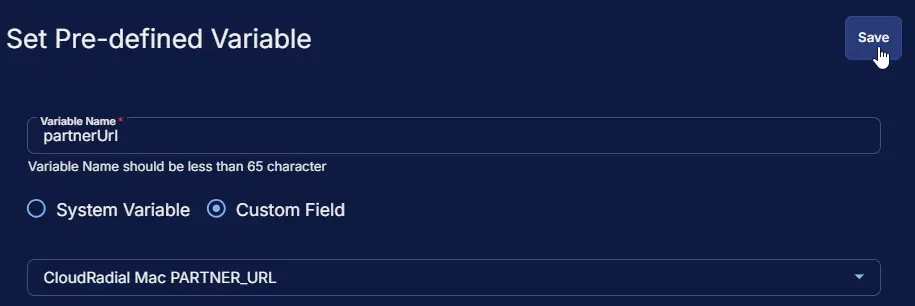 Set Pre-defined Variable
Save
Variable Name *
partnerUrl
Variable Name should be less than 65 character
System Variable Custom Field
CloudRadial Mac PARTNER_URL